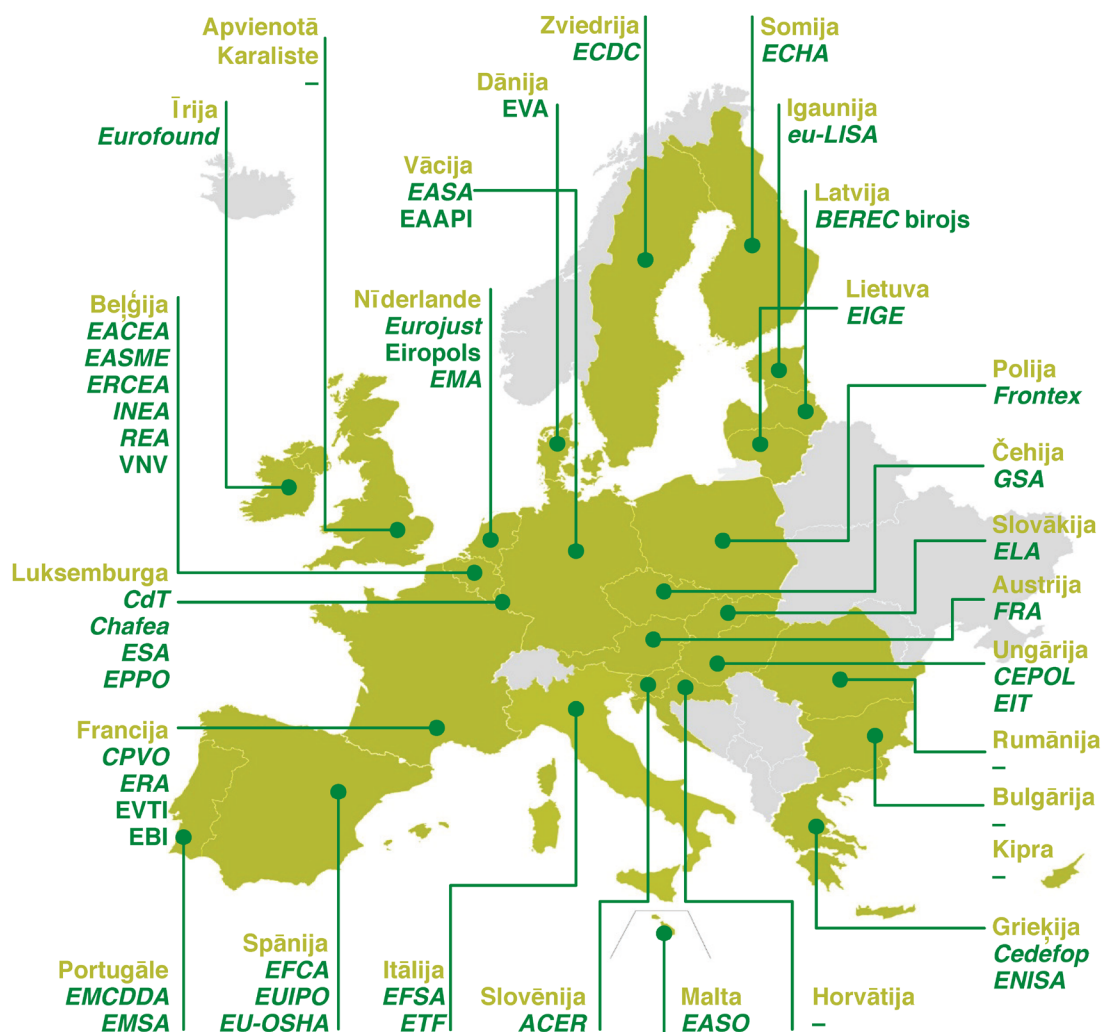 Apvienotā
Karaliste
–
Zviedrija
ECDC
Somija
ECHA
Īrija
Eurofound
Dānija
EVA
Igaunija
eu-LISA
Vācija
EASA
EAAPI
Latvija
BEREC birojs
Beļģija
EACEA
EASME
ERCEA
INEA
REA
VNV
Nīderlande
Eurojust
Eiropols
EMA
Lietuva
EIGE
Polija
Frontex
Čehija
GSA
Slovākija
ELA
Luksemburga
CdT
Chafea
ESA
EPPO
Austrija
FRA
Ungārija
CEPOL
EIT
Francija
CPVO
ERA
EVTI
EBI
Rumānija
–
Bulgārija
–
Kipra
–
Grieķija
Cedefop
ENISA
Portugāle
EMCDDA
EMSA
Spānija
EFCA
EUIPO
EU-OSHA
Itālija
EFSA
ETF
Slovēnija
ACER
Malta
EASO
Horvātija
–